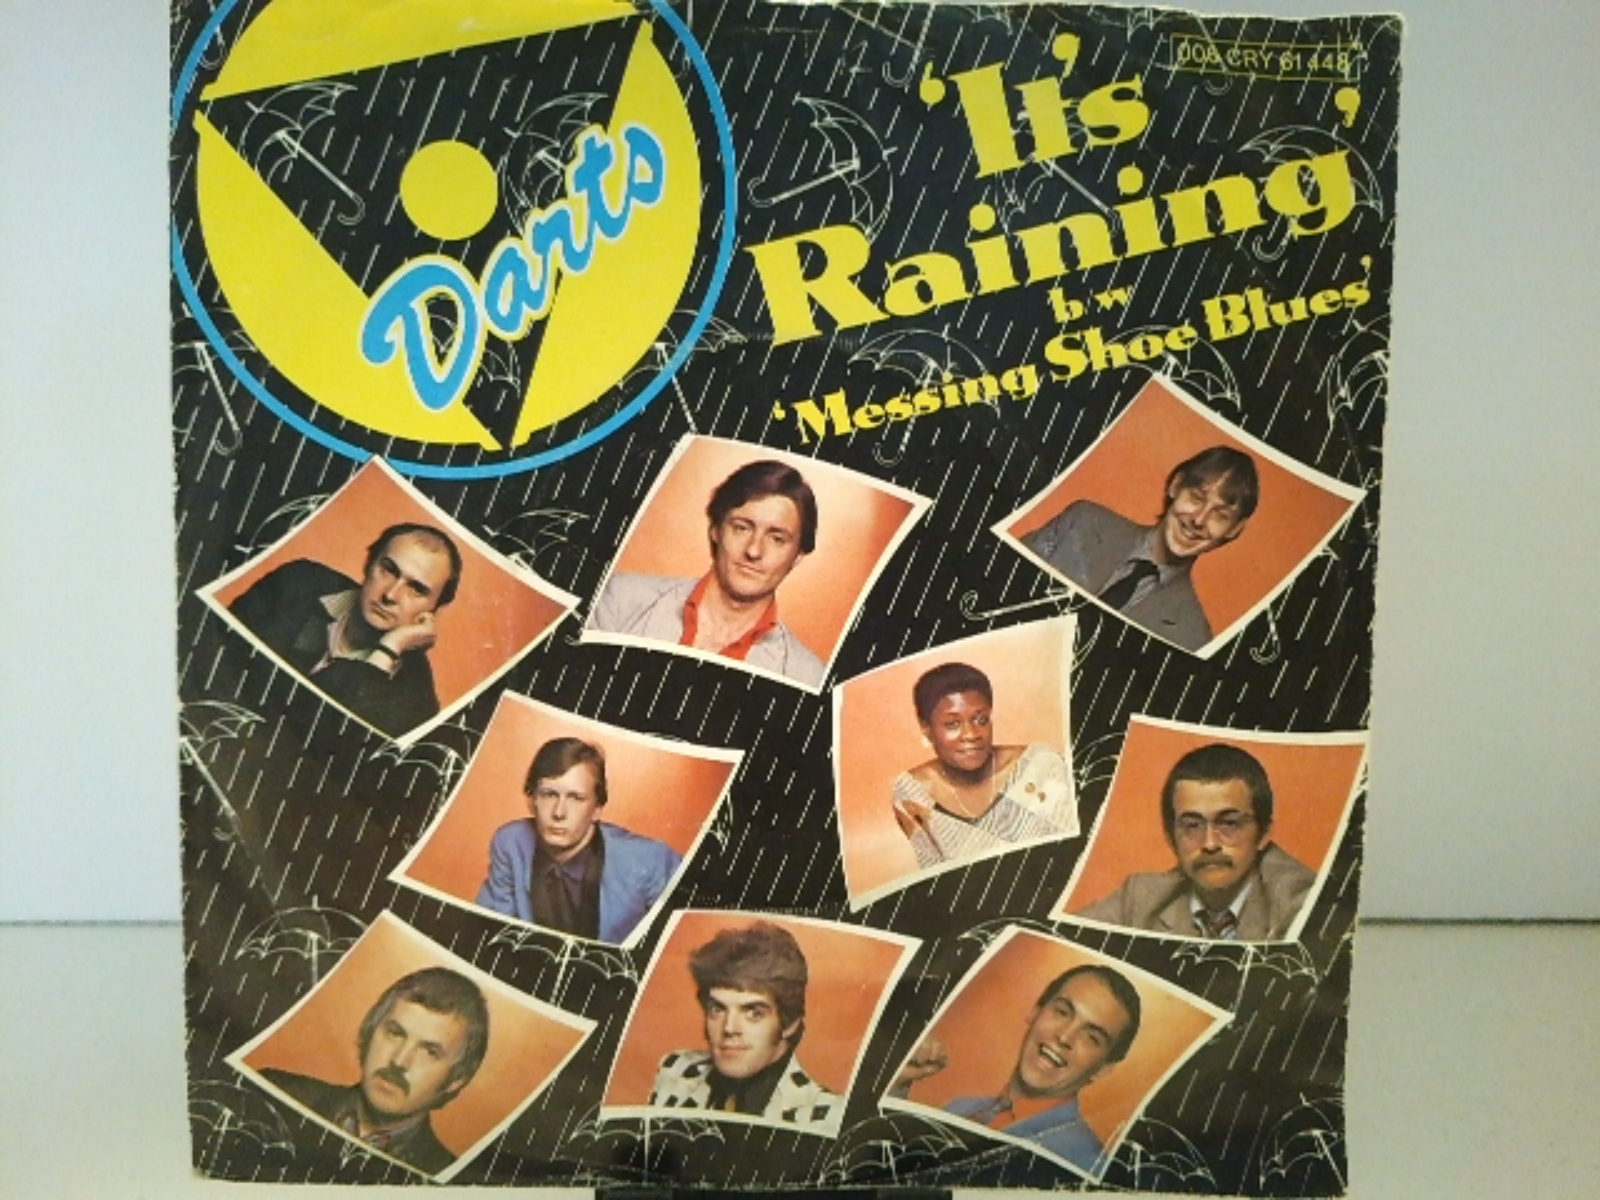 Darts
006 CRY 61.448
'It's
Raining'
b/w
'Messing Shoe Blues'